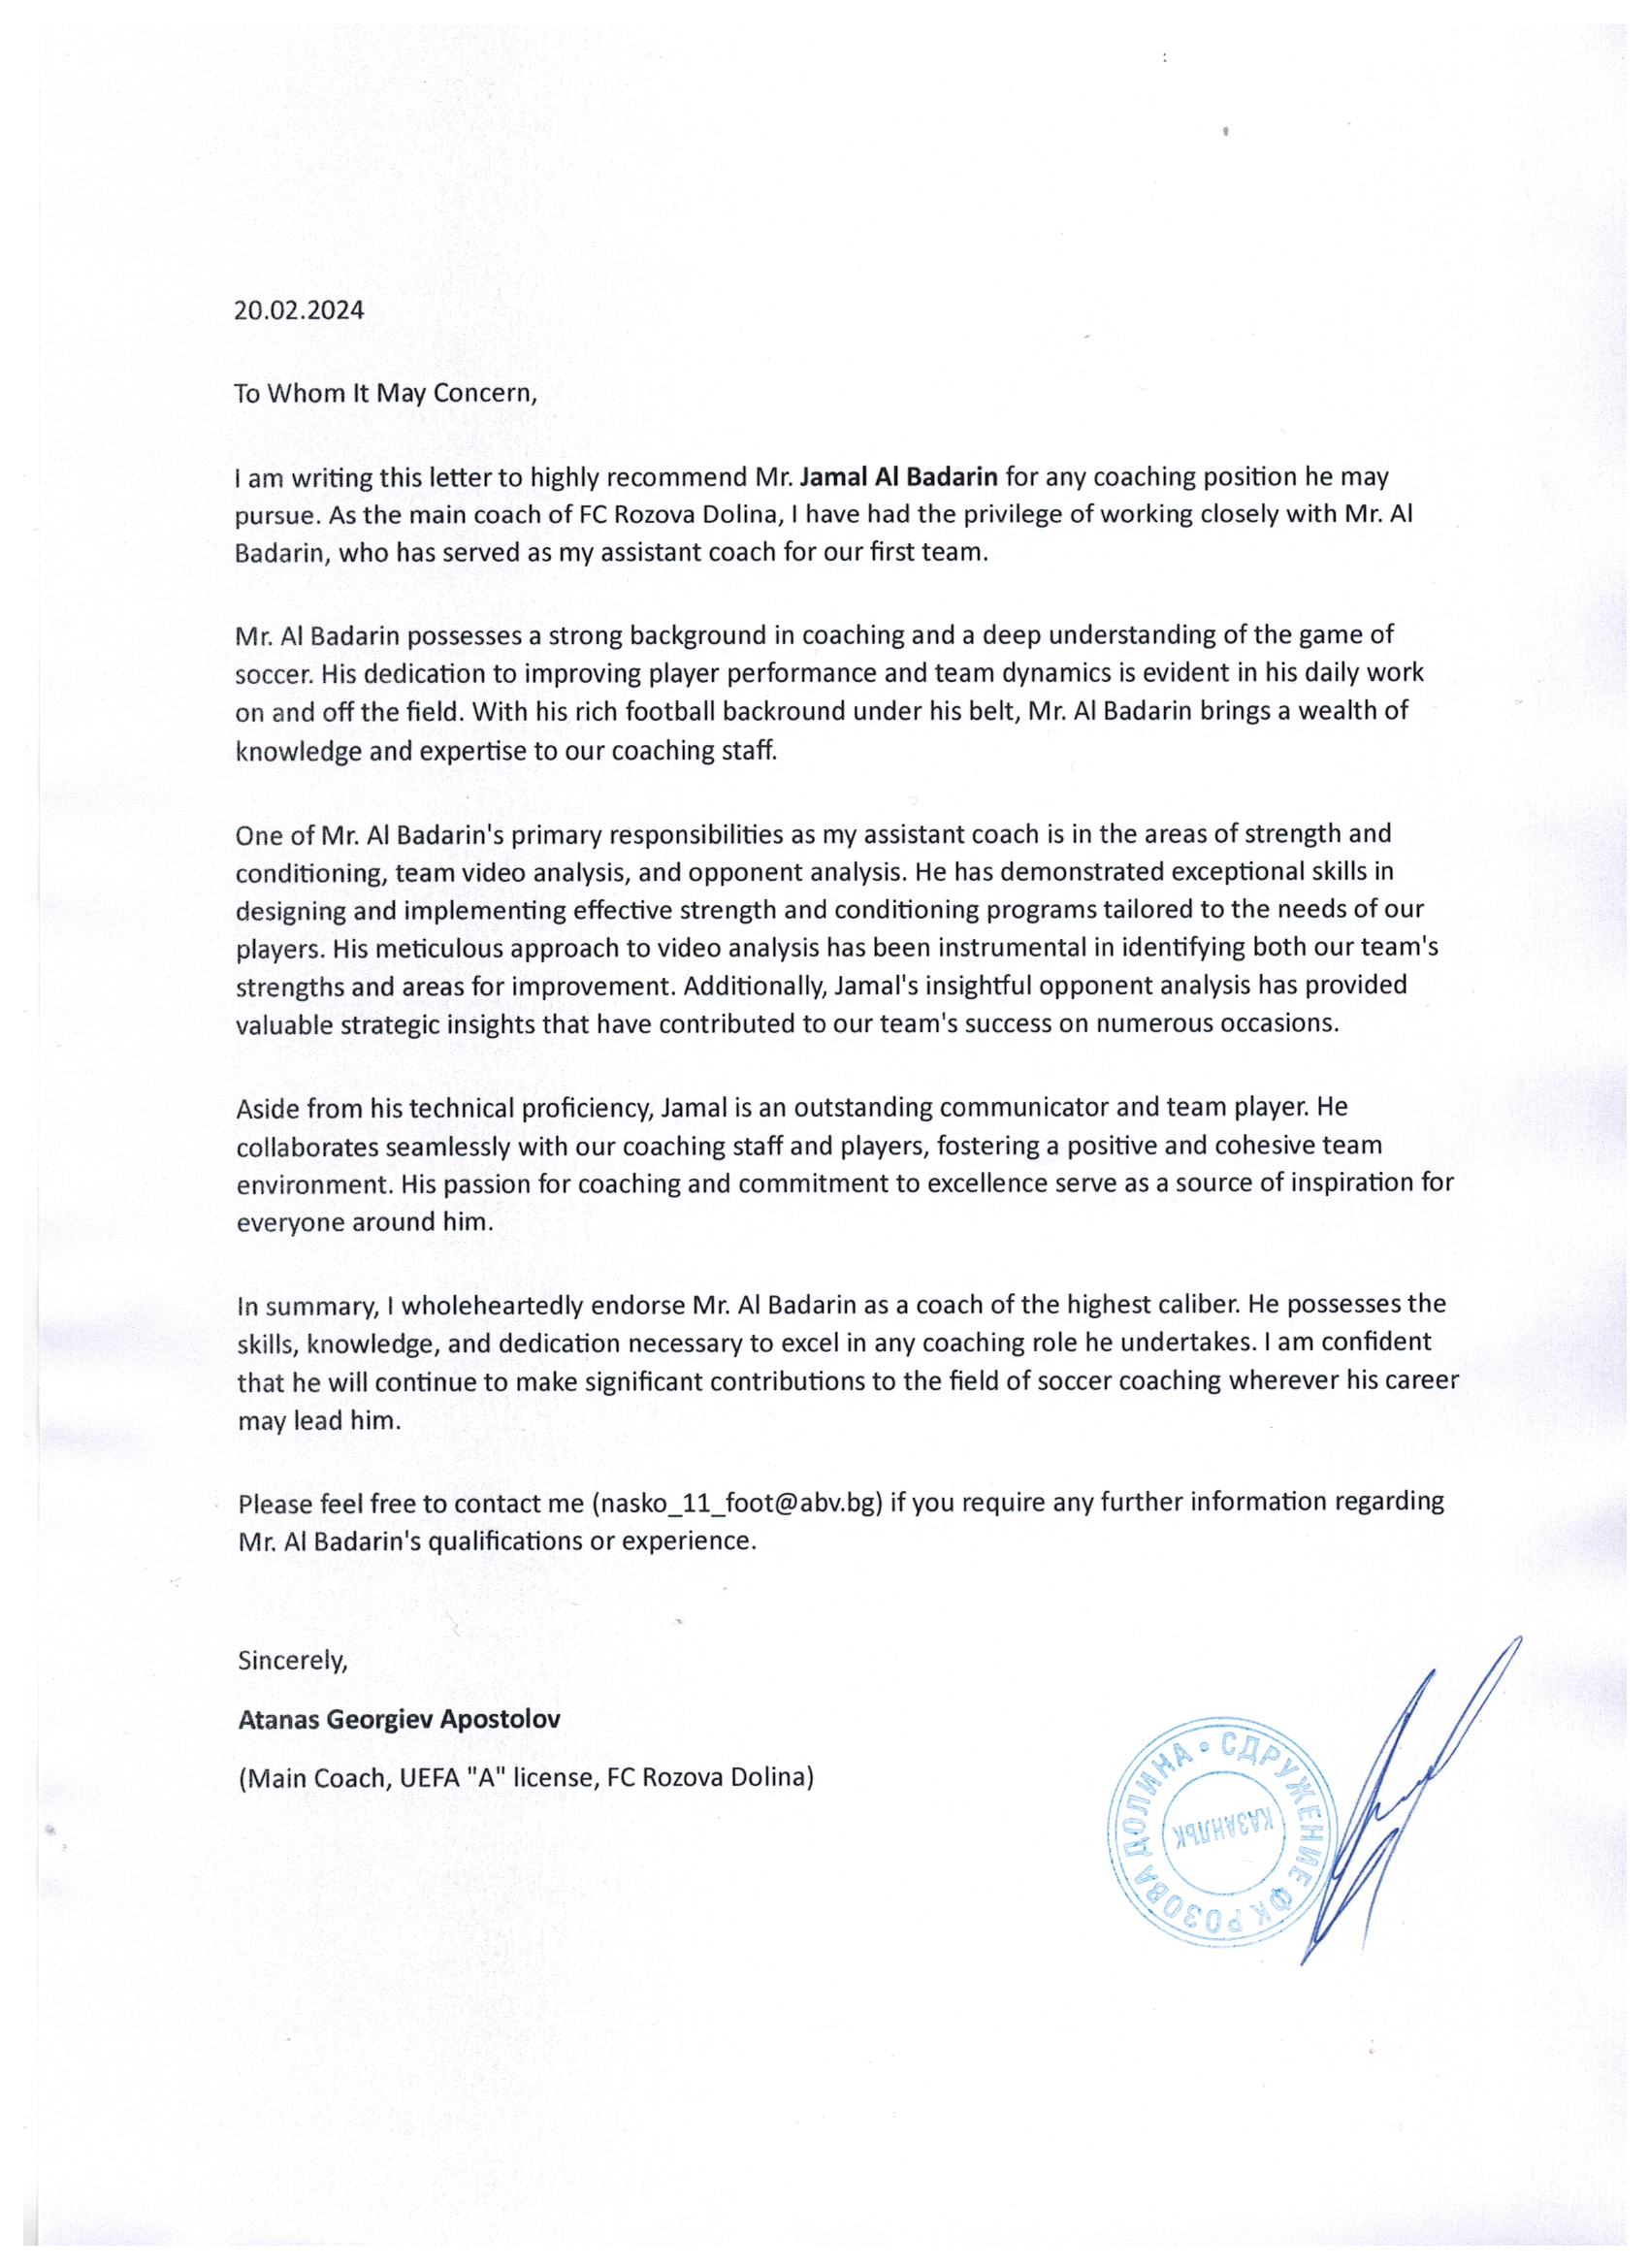 20.02.2024
To Whom It May Concern,
I am writing this letter to highly recommend Mr. Jamal Al Badarin for any coaching position he may
pursue. As the main coach of FC Rozova Dolina, I have had the privilege of working closely with Mr. Al
Badarin, who has served as my assistant coach for our first team.
Mr. Al Badarin possesses a strong background in coaching and a deep understanding of the game of
soccer. His dedication to improving player performance and team dynamics is evident in his daily work
on and off the field. With his rich football backround under his belt, Mr. Al Badarin brings a wealth of
knowledge and expertise to our coaching staff.
One of Mr. Al Badarin's primary responsibilities as my assistant coach is in the areas of strength and
conditioning, team video analysis, and opponent analysis. He has demonstrated exceptional skills in
designing and implementing effective strength and conditioning programs tailored to the needs of our
players. His meticulous approach to video analysis has been instrumental in identifying both our team's
strengths and areas for improvement. Additionally, Jamal's insightful opponent analysis has provided
valuable strategic insights that have contributed to our team's success on numerous occasions.
Aside from his technical proficiency, Jamal is an outstanding communicator and team player. He
collaborates seamlessly with our coaching staff and players, fostering a positive and cohesive team
environment. His passion for coaching and commitment to excellence serve as a source of inspiration for
everyone around him.
In summary, I wholeheartedly endorse Mr. Al Badarin as a coach of the highest caliber. He possesses the
skills, knowledge, and dedication necessary to excel in any coaching role he undertakes. I am confident
that he will continue to make significant contributions to the field of soccer coaching wherever his career
may lead him.
Please feel free to contact me (nasko_11_foot@abv.bg) if you require any further information regarding
Mr. Al Badarin's qualifications or experience.
Sincerely,
Atanas Georgiev Apostolov
(Main Coach, UEFA "A" license, FC Rozova Dolina)
СДРУЖЕНИЕ ФК РОЗОВА ДОЛИНА •
КАЗАНЛЪК